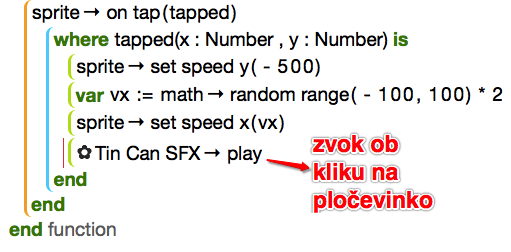 sprite → on tap(tapped)
where tapped(x : Number , y : Number) is
sprite → set speed y( - 500)
var vx := math → random range( - 100, 100) * 2
sprite → set speed x(vx)
✿ Tin Can SFX → play
end
end
end function
zvok ob
kliku na
pločevinko